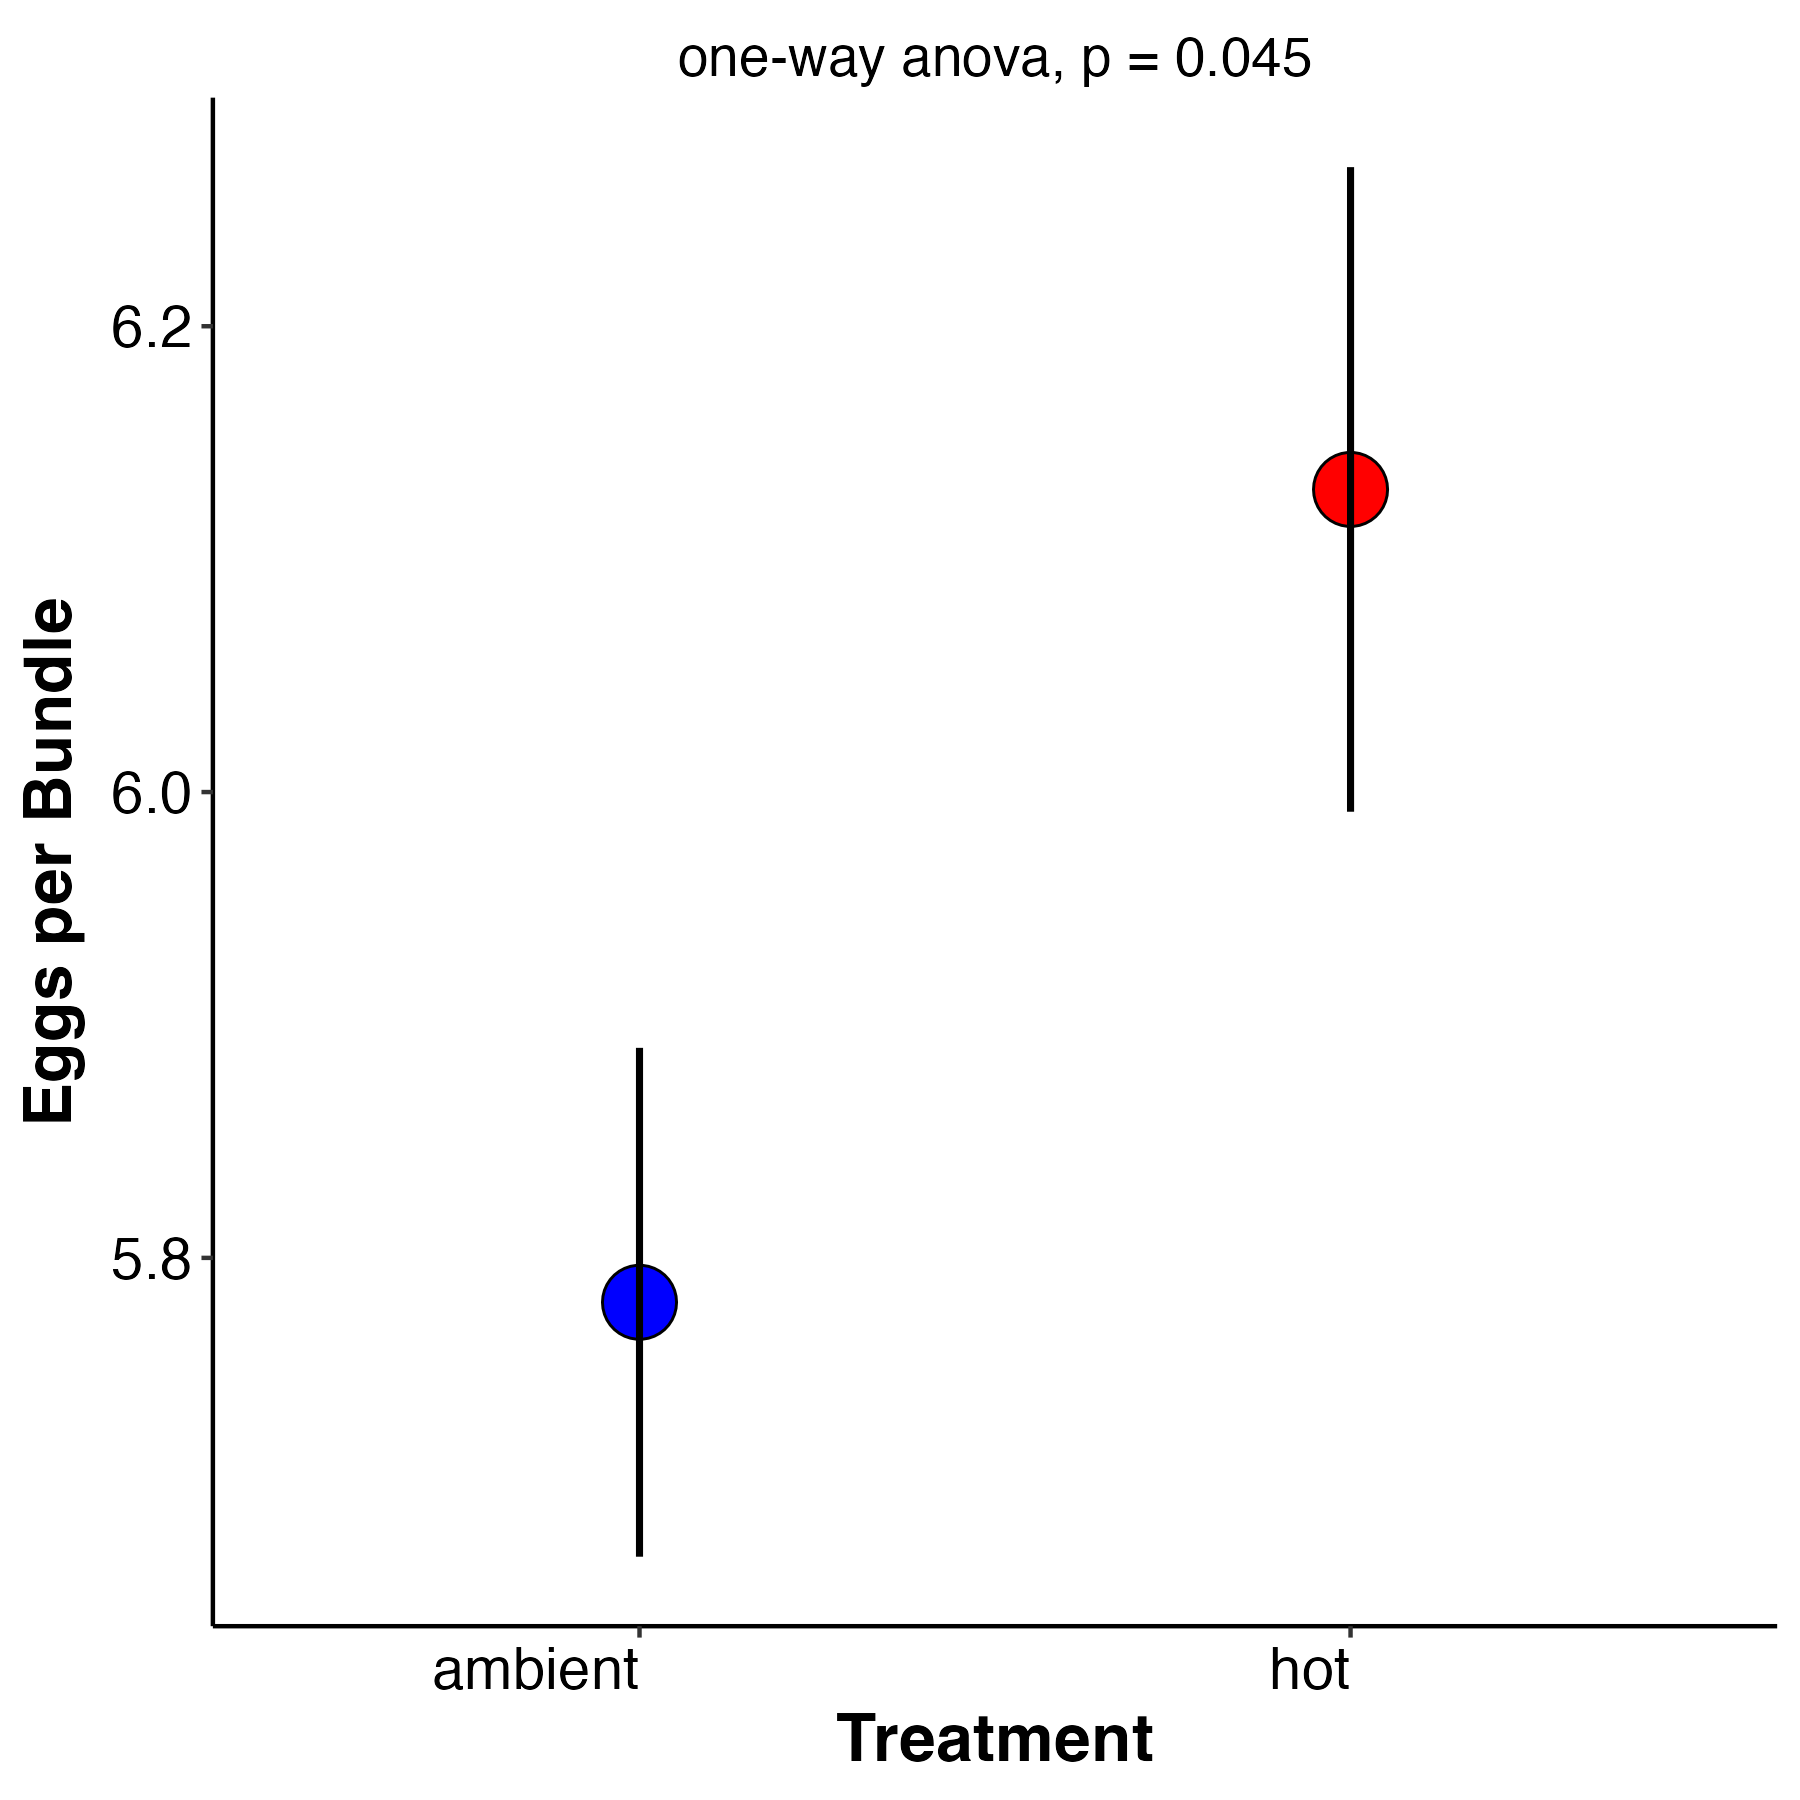 one-way anova, p = 0.045
Eggs per Bundle
6.2
6.0
5.8
ambient
hot
Treatment